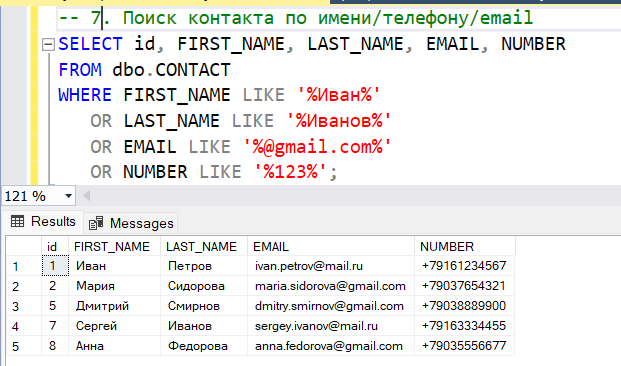 -- 7. Поиск контакта по имени/телефону/email
SELECT id, FIRST_NAME, LAST_NAME, EMAIL, NUMBER
FROM dbo.CONTACT
WHERE FIRST_NAME LIKE '%Иван%'
OR LAST_NAME LIKE '%Иванов%'
OR EMAIL LIKE '%@gmail.com%'
OR NUMBER LIKE '%123%';
121 %
Results Messages
id FIRST_NAME LAST_NAME EMAIL NUMBER
1 1 Иван Петров ivan.petrov@mail.ru +79161234567
2 2 Мария Сидорова maria.sidorova@gmail.com +79037654321
3 5 Дмитрий Смирнов dmitry.smirnov@gmail.com +79038889900
4 7 Сергей Иванов sergey.ivanov@mail.ru +79163334455
5 8 Анна Федорова anna.fedorova@gmail.com +79035556677